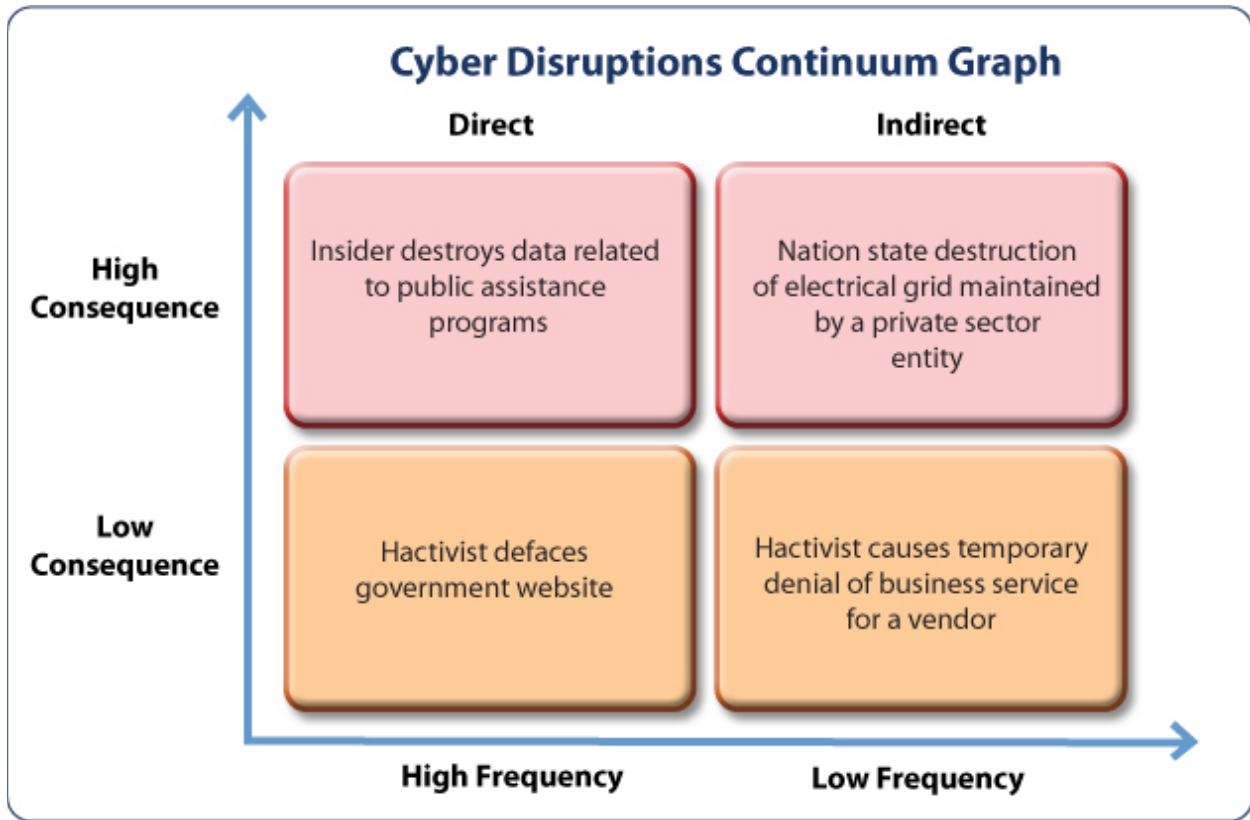 Cyber Disruptions Continuum Graph
Direct
Indirect
High
Consequence
Insider destroys data related
to public assistance
programs
Nation state destruction
of electrical grid maintained
by a private sector
entity
Low
Consequence
Hactivist defaces
government website
Hactivist causes temporary
denial of business service
for a vendor
High Frequency
Low Frequency